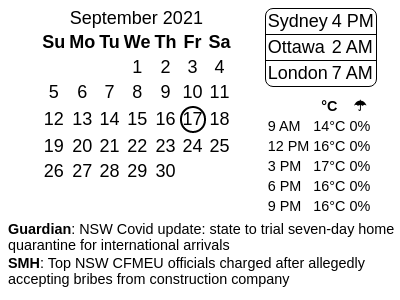 September 2021
Su Mo Tu We Th Fr Sa
1 2 3 4
5 6 7 8 9 10 11
12 13 14 15 16 17 18
19 20 21 22 23 24 25
26 27 28 29 30
Sydney 4 PM
Ottawa 2 AM
London 7 AM
°C ☂
9 AM 14°C 0%
12 PM 16°C 0%
3 PM 17°C 0%
6 PM 16°C 0%
9 PM 16°C 0%
Guardian: NSW Covid update: state to trial seven-day home
quarantine for international arrivals
SMH: Top NSW CFMEU officials charged after allegedly
accepting bribes from construction company